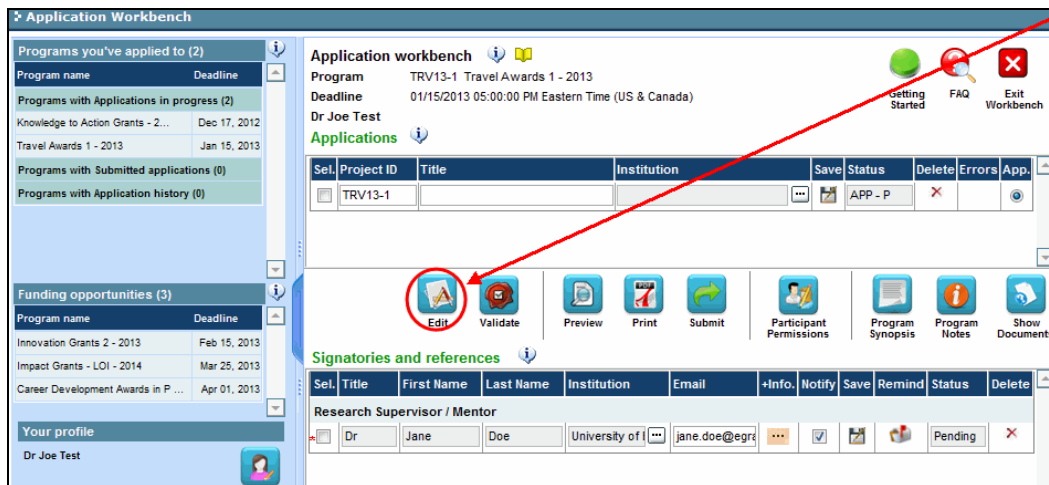 Application Workbench
Programs you've applied to (2)
Program name Deadline
Programs with Applications in progress (2)
Knowledge to Action Grants - 2... Dec 17, 2012
Travel Awards 1 - 2013 Jan 15, 2013
Programs with Submitted applications (0)
Programs with Application history (0)
Funding opportunities (3)
Program name Deadline
Innovation Grants 2 - 2013 Feb 15, 2013
Impact Grants - LOI - 2014 Mar 25, 2013
Career Development Awards in P ... Apr 01, 2013
Your profile
Dr Joe Test
Application workbench
Program TRV13-1 Travel Awards 1 - 2013
Deadline 01/15/2013 05:00:00 PM Eastern Time (US & Canada)
Dr Joe Test
Getting Started
FAQ
Exit Workbench
Applications
Sel. Project ID Title Institution Save Status Delete Errors App.
TRV13-1 ... APP - P
Edit Validate Preview Print Submit Participant Permissions Program Synopsis Program Notes Show Document
Signatories and references
Sel. Title First Name Last Name Institution Email +Info. Notify Save Remind Status Delete
Research Supervisor / Mentor
* Dr Jane Doe University of ... jane.doe@egra ... Pending